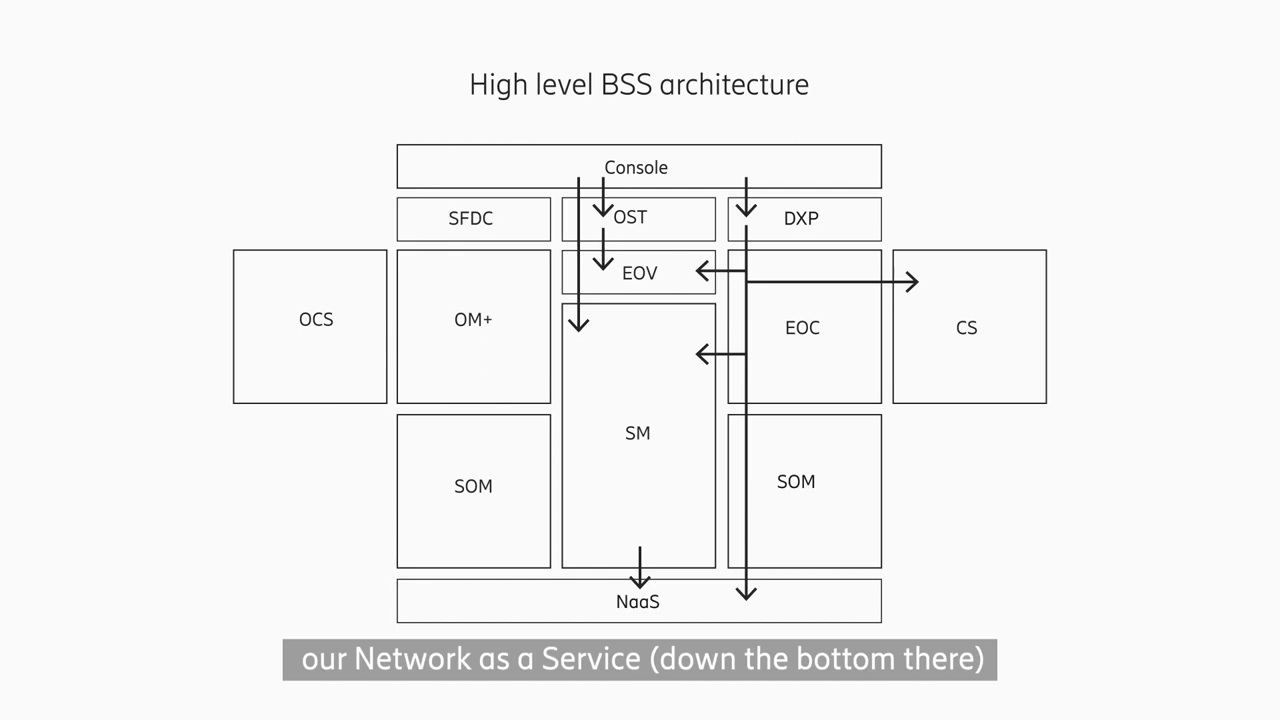 High level BSS architecture
Console
SFDC
OST
DXP
OCS
OM+
EOV
EOC
CS
SM
SOM
SOM
NaaS
our Network as a Service (down the bottom there)